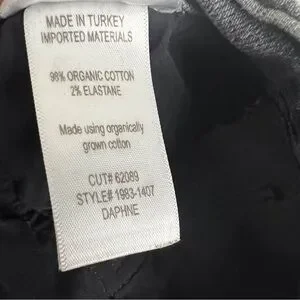 MADE IN TURKEY
IMPORTED MATERIALS
98% ORGANIC COTTON
2% ELASTANE
Made using organically
grown cotton
CUT# 62089
STYLE# 1983-1407
DAPHNE